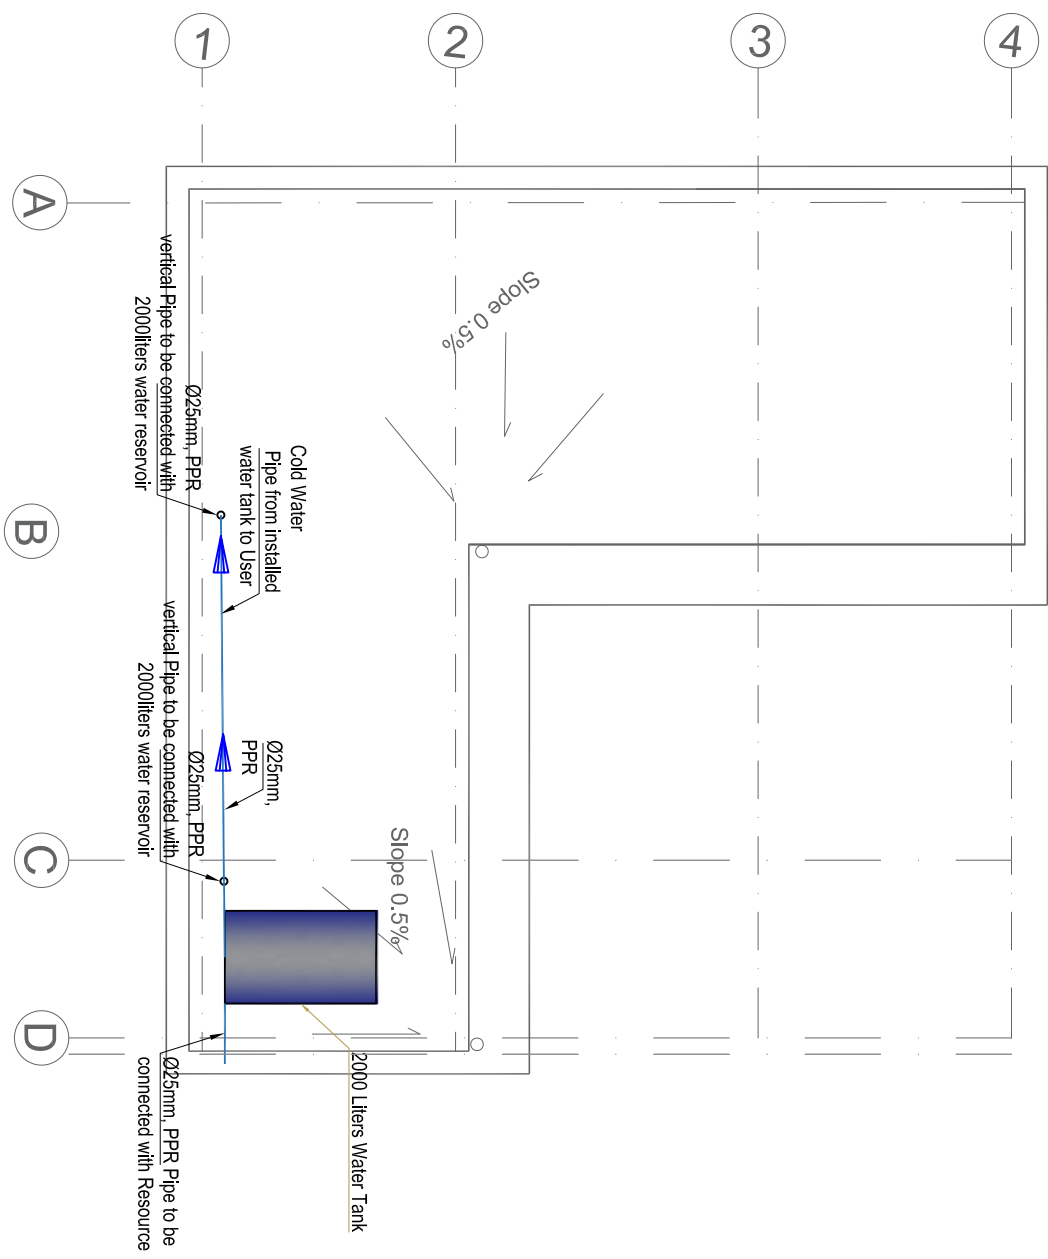 1
2
3
4
A
B
C
D
Slope 0.5%
Ø25mm, PPR
vertical Pipe to be connected with
2000liters water reservoir
Cold Water
Pipe from installed
water tank to User
Ø25mm, PPR
vertical Pipe to be connected with
2000liters water reservoir
Ø25mm,
PPR
Slope 0.5%
2000 Liters Water Tank
Ø25mm, PPR Pipe to be
connected with Resource